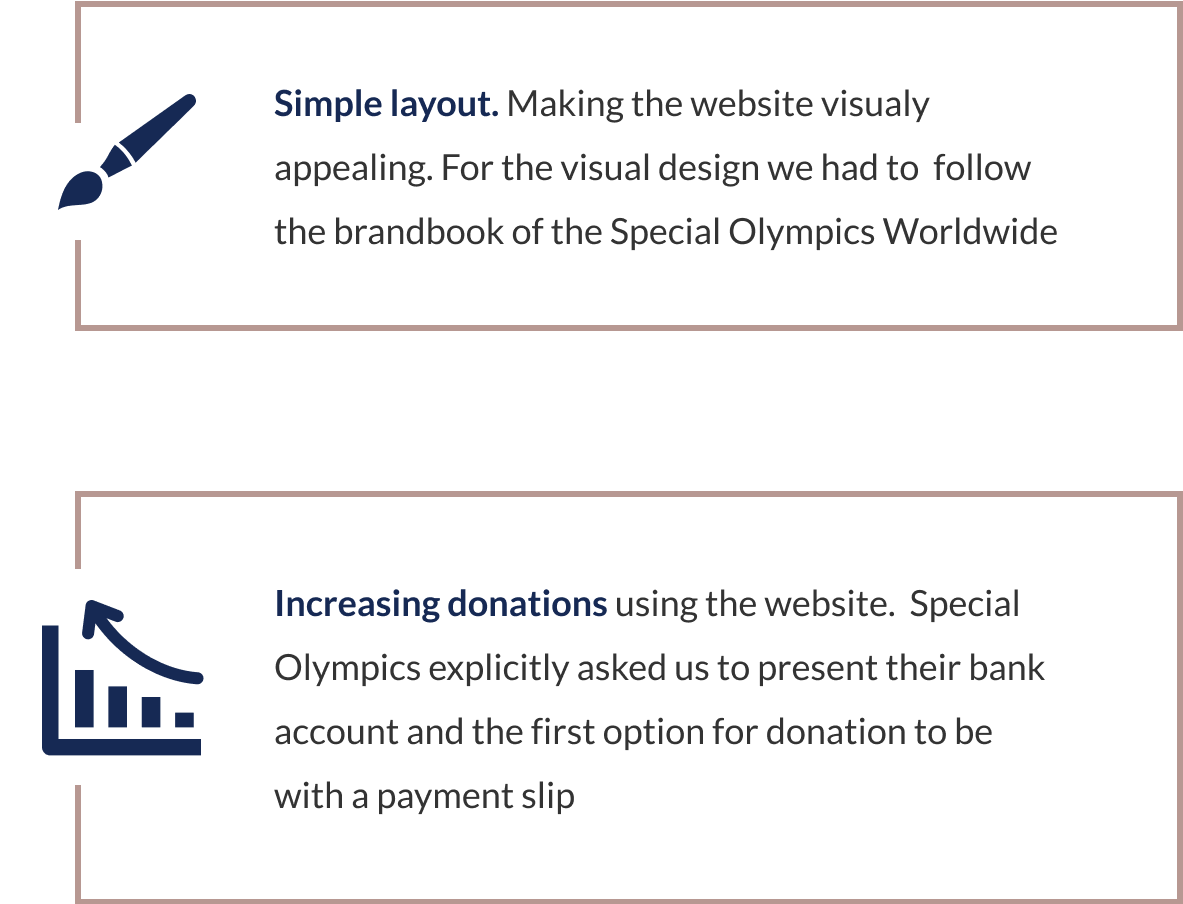 Simple layout. Making the website visualy
appealing. For the visual design we had to  follow
the brandbook of the Special Olympics Worldwide
Increasing donations using the website.  Special
Olympics explicitly asked us to present their bank
account and the first option for donation to be
with a payment slip